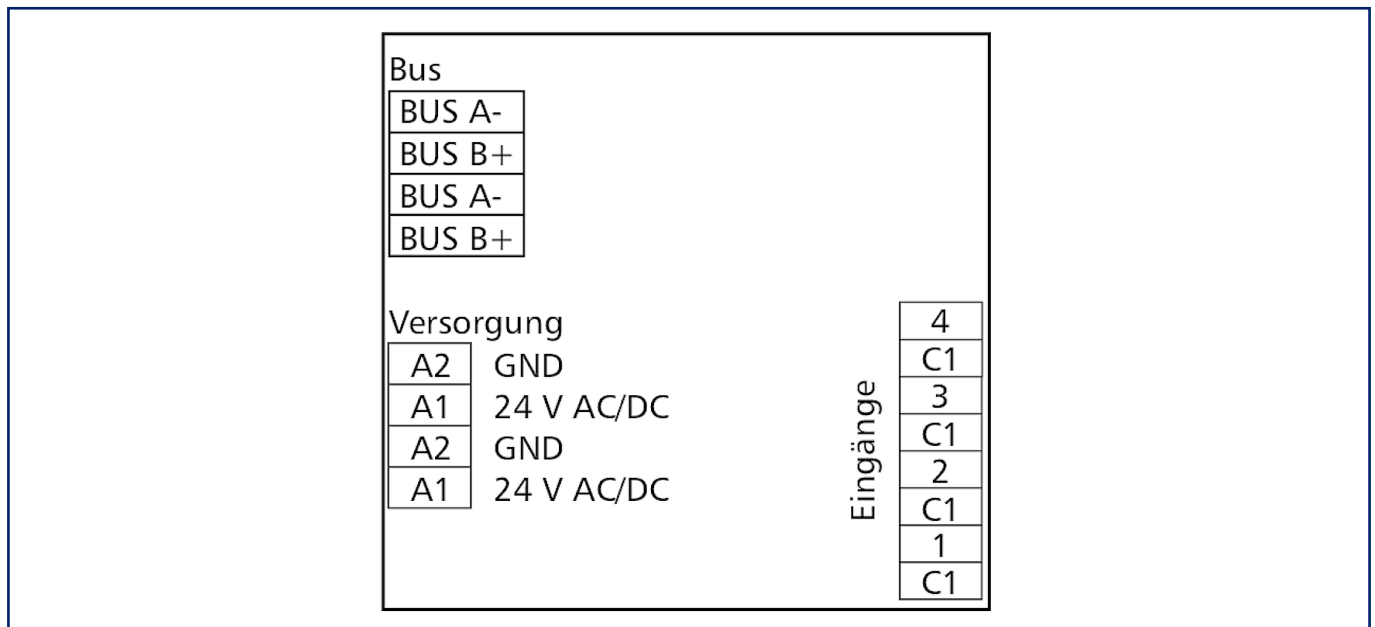 Bus
BUS A-
BUS B+
BUS A-
BUS B+
Versorgung
A2 GND
A1 24 V AC/DC
A2 GND
A1 24 V AC/DC
Eingänge
4
C1
3
C1
2
C1
1
C1